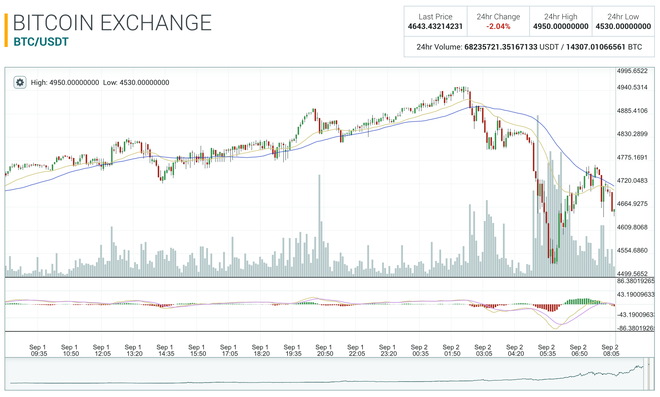 BITCOIN EXCHANGE
BTC/USDT
Last Price
4643.43214231
24hr Change
-2.04%
24hr High
4950.00000000
24hr Low
4530.00000000
24hr Volume: 68235721.35167133 USDT / 14307.01066561 BTC
High: 4950.00000000 Low: 4530.00000000
4995.6522
4940.5314
4885.4106
4830.2899
4775.1691
4720.0483
4664.9275
4609.8068
4554.6860
4499.5652
86.38019265
43.19009632
-43.1900963
-86.3801926
Sep 1 Sep 1 Sep 1 Sep 1 Sep 1 Sep 1 Sep 1 Sep 1 Sep 1 Sep 1 Sep 1 Sep 1 Sep 2 Sep 2 Sep 2 Sep 2 Sep 2 Sep 2 Sep 2
09:35 10:50 12:05 13:20 14:35 15:50 17:05 18:20 19:35 20:50 22:05 23:20 00:35 01:50 03:05 04:20 05:35 06:50 08:05